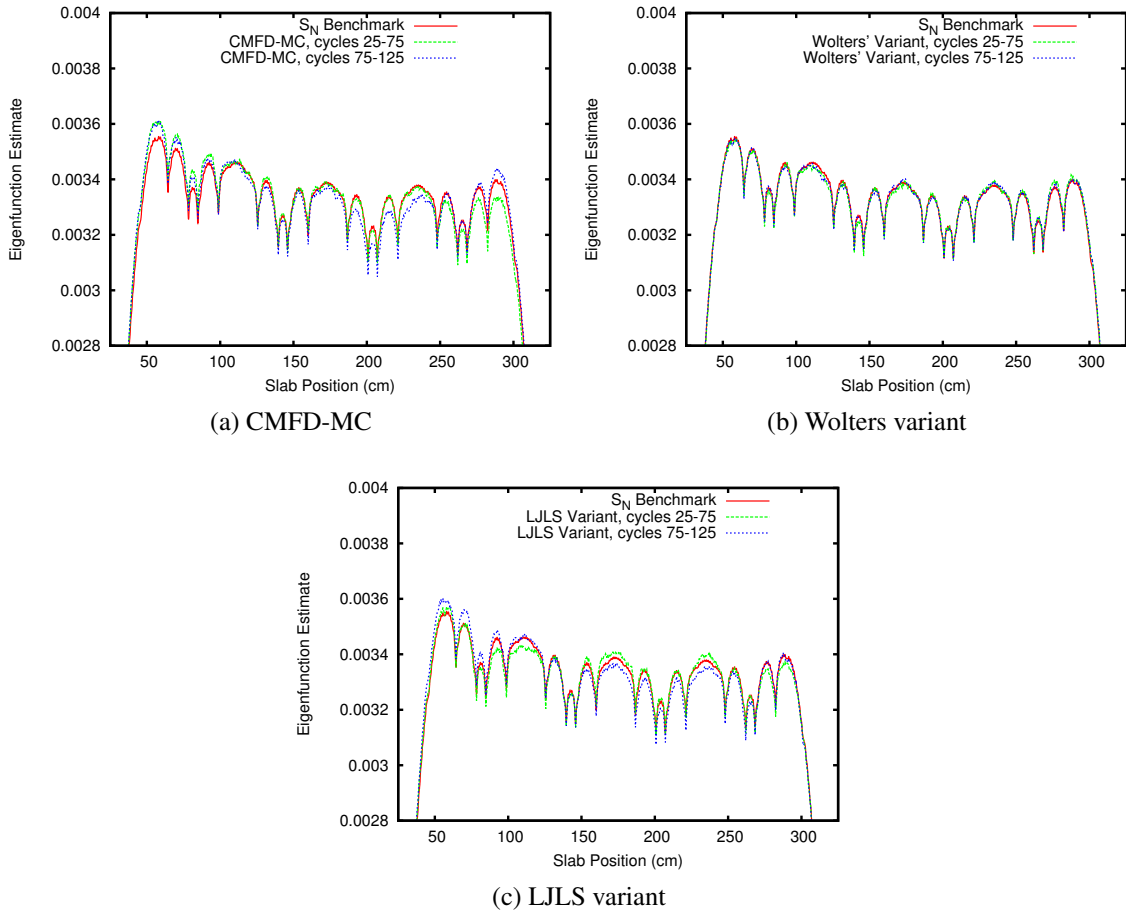 0.004
0.0038
0.0036
0.0034
0.0032
0.003
0.0028
Eigenfunction Estimate
S_N Benchmark
CMFD-MC, cycles 25-75
CMFD-MC, cycles 75-125
50 100 150 200 250 300
Slab Position (cm)
(a) CMFD-MC
0.004
0.0038
0.0036
0.0034
0.0032
0.003
0.0028
Eigenfunction Estimate
S_N Benchmark
Wolters' Variant, cycles 25-75
Wolters' Variant, cycles 75-125
50 100 150 200 250 300
Slab Position (cm)
(b) Wolters variant
0.004
0.0038
0.0036
0.0034
0.0032
0.003
0.0028
Eigenfunction Estimate
S_N Benchmark
LJLS Variant, cycles 25-75
LJLS Variant, cycles 75-125
50 100 150 200 250 300
Slab Position (cm)
(c) LJLS variant